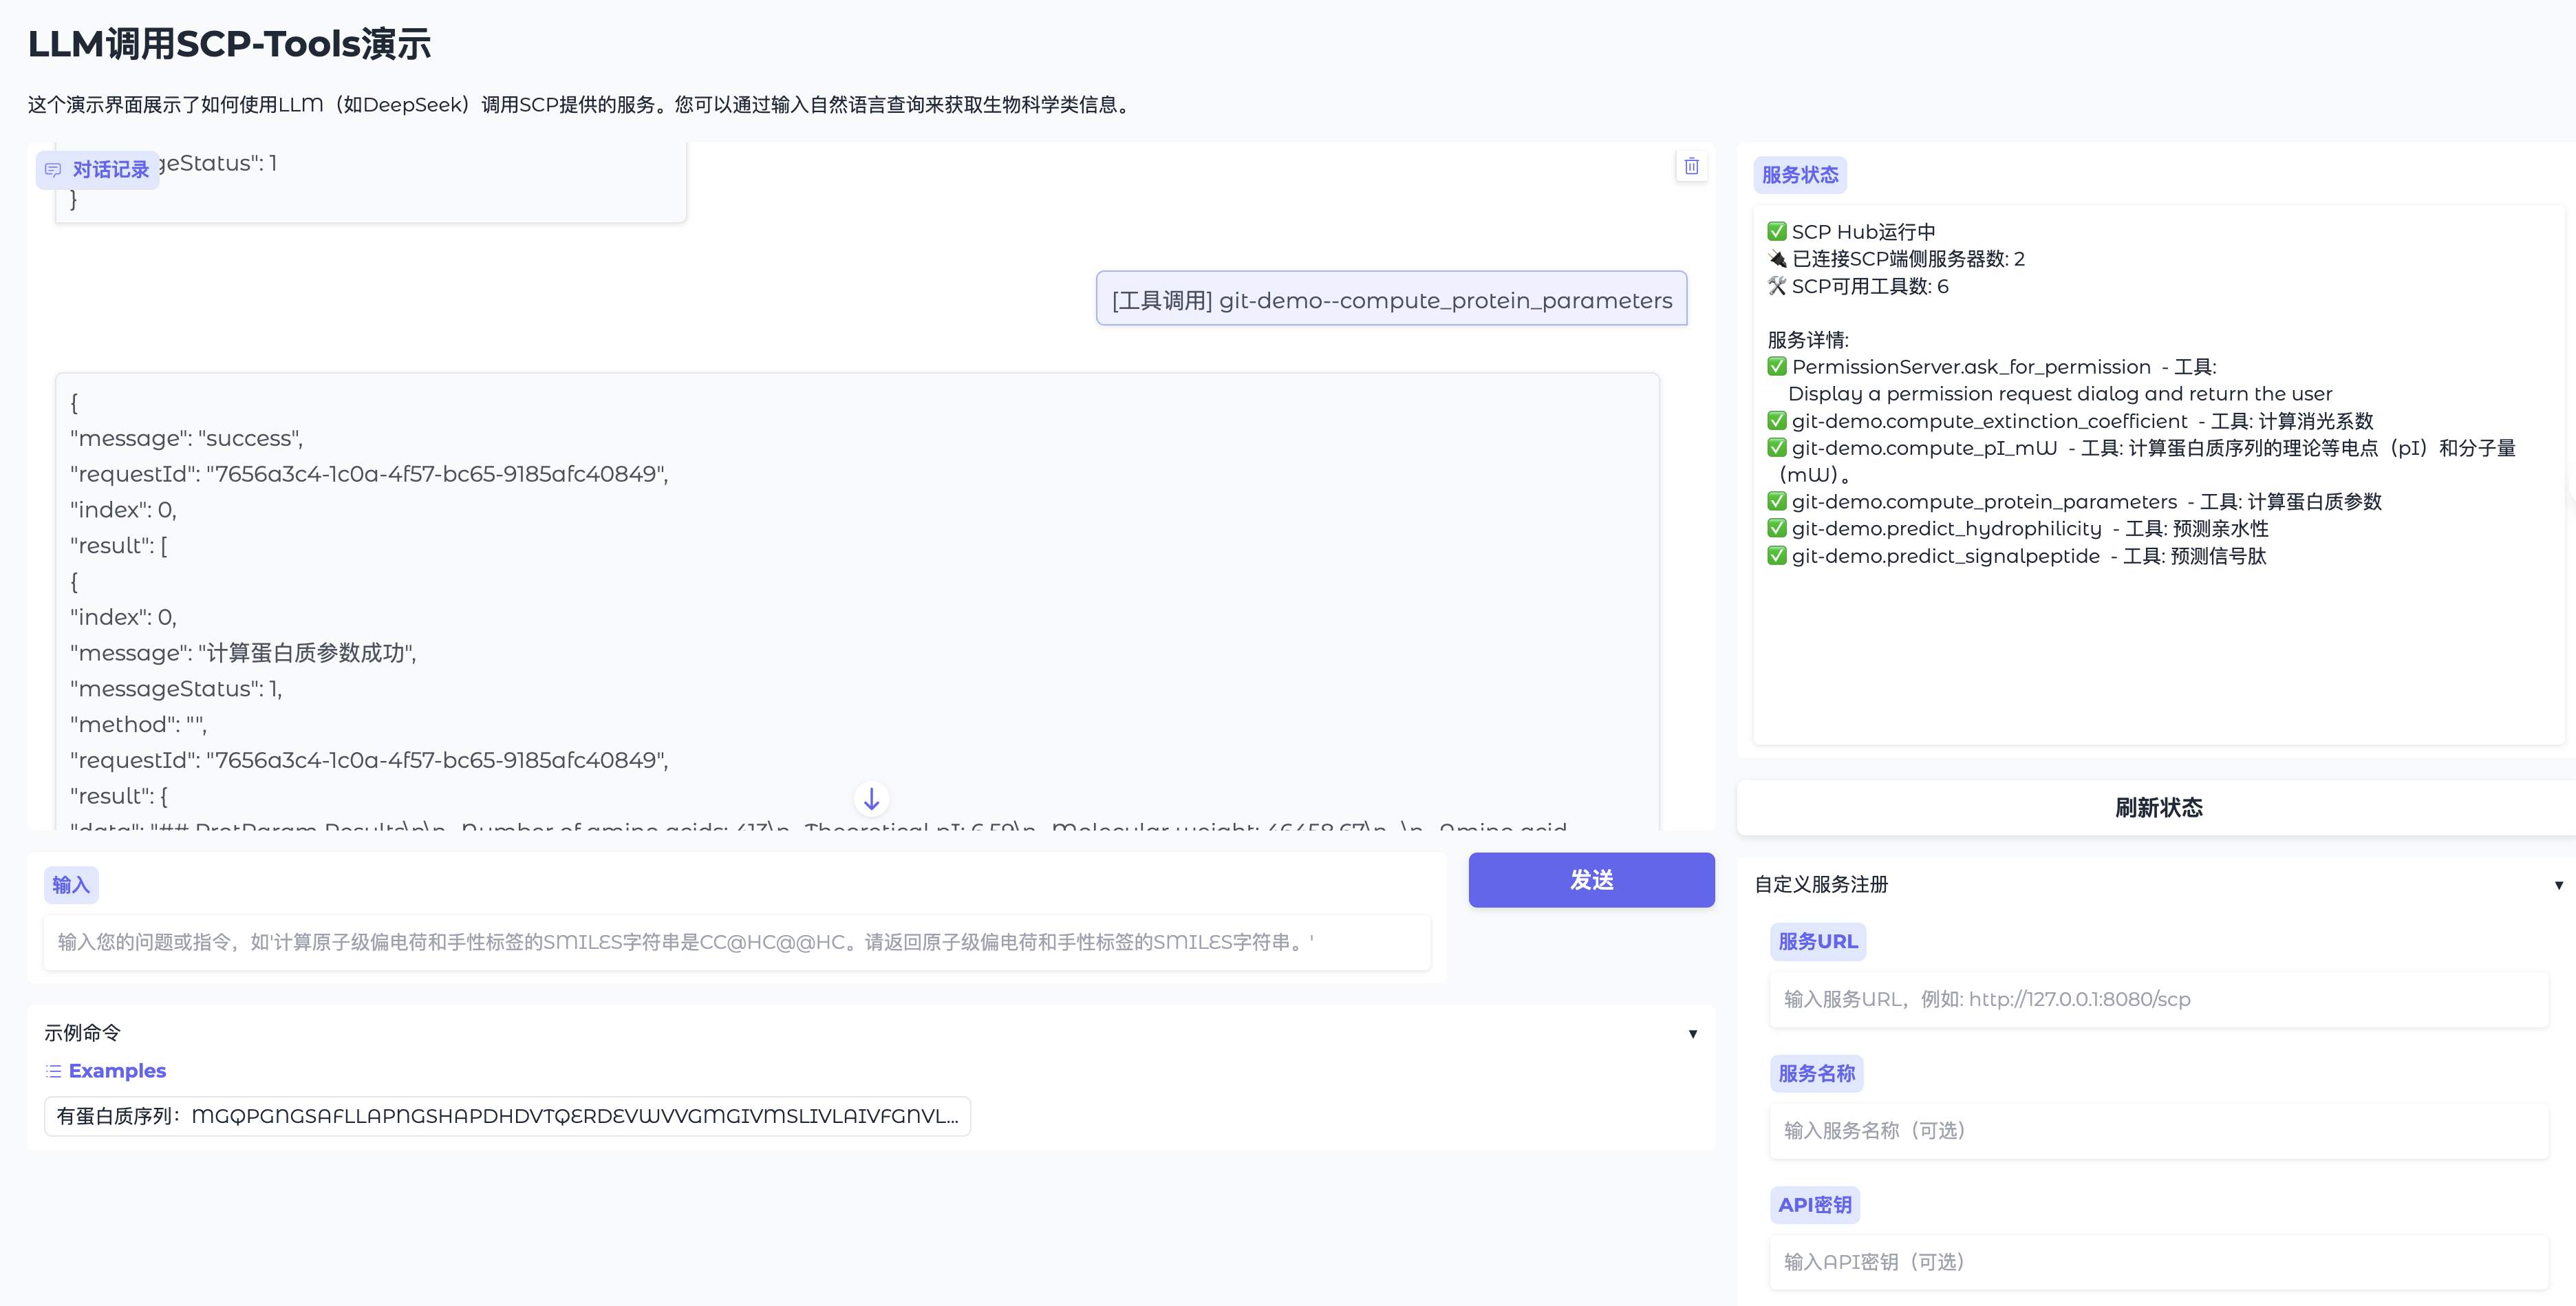 LLM调用SCP-Tools演示
这个演示界面展示了如何使用LLM（如DeepSeek）调用SCP提供的服务。您可以通过输入自然语言查询来获取生物科学类信息。
对话记录
geStatus": 1
}
[工具调用] git-demo--compute_protein_parameters
{
"message": "success",
"requestId": "7656a3c4-1c0a-4f57-bc65-9185afc40849",
"index": 0,
"result": [
{
"index": 0,
"message": "计算蛋白质参数成功",
"messageStatus": 1,
"method": "",
"requestId": "7656a3c4-1c0a-4f57-bc65-9185afc40849",
"result": {
"data": "## ProtParam Results\n\n- Number of amino acids: 417\n- Theoretical pI: 6.59\n- Molecular weight: 46458.67\n- \n- Amino acid
输入
输入您的问题或指令，如'计算原子级偏电荷和手性标签的SMILES字符串是CC@HC@@HC。请返回原子级偏电荷和手性标签的SMILES字符串。'
发送
示例命令
▼
Examples
有蛋白质序列：MGQPGNGSAFLLAPNGSHAPDHDVTQERDEVWVVGMGIVMSLIVLAIVFGNVL...
服务状态
✅ SCP Hub运行中
🔌 已连接SCP端侧服务器数: 2
🛠️ SCP可用工具数: 6
服务详情:
✅ PermissionServer.ask_for_permission - 工具:
Display a permission request dialog and return the user
✅ git-demo.compute_extinction_coefficient - 工具: 计算消光系数
✅ git-demo.compute_pI_mW - 工具: 计算蛋白质序列的理论等电点（pI）和分子量
（mW）。
✅ git-demo.compute_protein_parameters - 工具: 计算蛋白质参数
✅ git-demo.predict_hydrophilicity - 工具: 预测亲水性
✅ git-demo.predict_signalpeptide - 工具: 预测信号肽
刷新状态
自定义服务注册
▼
服务URL
输入服务URL，例如: http://127.0.0.1:8080/scp
服务名称
输入服务名称（可选）
API密钥
输入API密钥（可选）